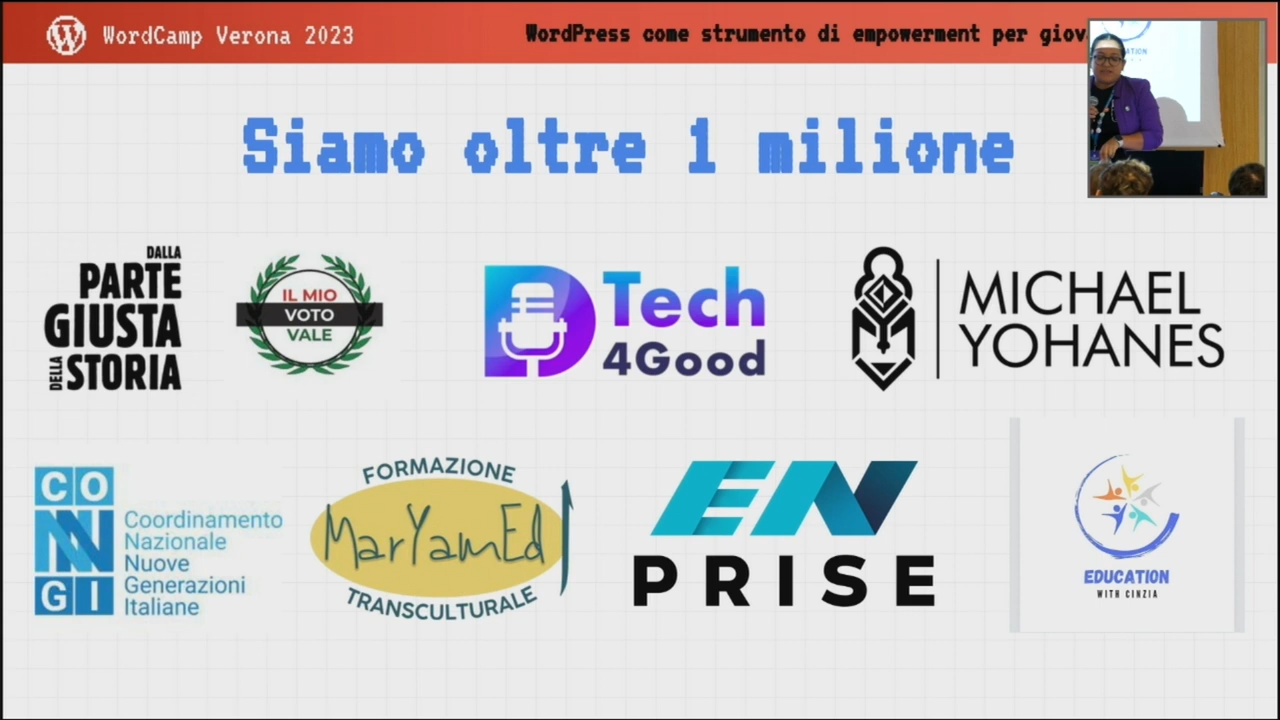 WordCamp Verona 2023
WordPress come strumento di empowerment per giova
Siamo oltre 1 milione
DALLA
PARTE
GIUSTA
DELLA
STORIA
IL MIO
VOTO
VALE
Tech
4Good
MICHAEL
YOHANES
CO
NN
GI
Coordinamento
Nazionale
Nuove
Generazioni
Italiane
FORMAZIONE
MarYamEd
TRANSCULTURALE
EN
PRISE
EDUCATION
WITH CINZIA